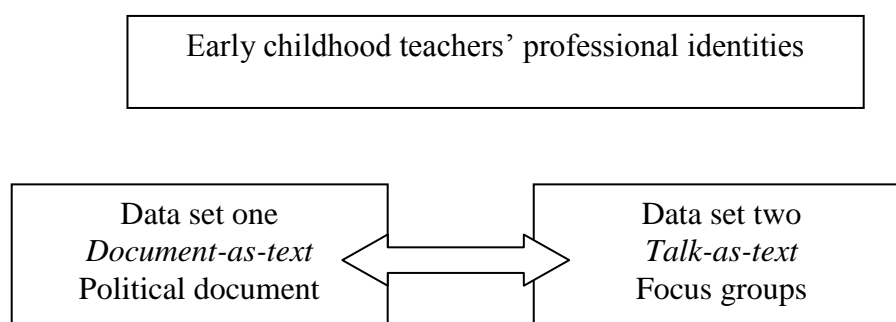 Early childhood teachers’ professional identities
Data set one
Document-as-text
Political document
Data set two
Talk-as-text
Focus groups